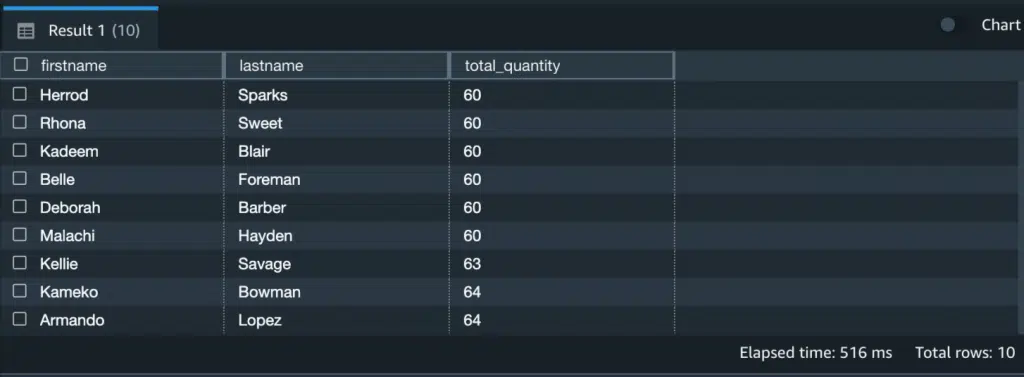 Result 1 (10)
Chart
firstname lastname total_quantity
Herrod Sparks 60
Rhona Sweet 60
Kadeem Blair 60
Belle Foreman 60
Deborah Barber 60
Malachi Hayden 60
Kellie Savage 63
Kameko Bowman 64
Armando Lopez 64
Elapsed time: 516 ms Total rows: 10